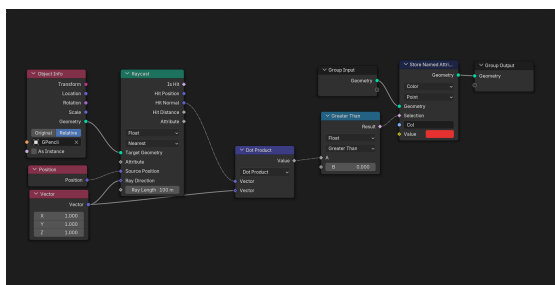 Object Info
Transform
Location
Rotation
Scale
Geometry
Original Relative
GPencil
As Instance
Position
Position
Vector
Vector
X 1.000
Y 1.000
Z 1.000
Raycast
Is Hit
Hit Position
Hit Normal
Hit Distance
Attribute
Float
Nearest
Target Geometry
Attribute
Source Position
Ray Direction
Ray Length 100 m
Dot Product
Value
Dot Product
Vector
Vector
Group Input
Geometry
Greater Than
Result
Float
Greater Than
A
B 0.000
Store Named Attri...
Geometry
Color
Point
Geometry
Selection
Col
Value
Group Output
Geometry